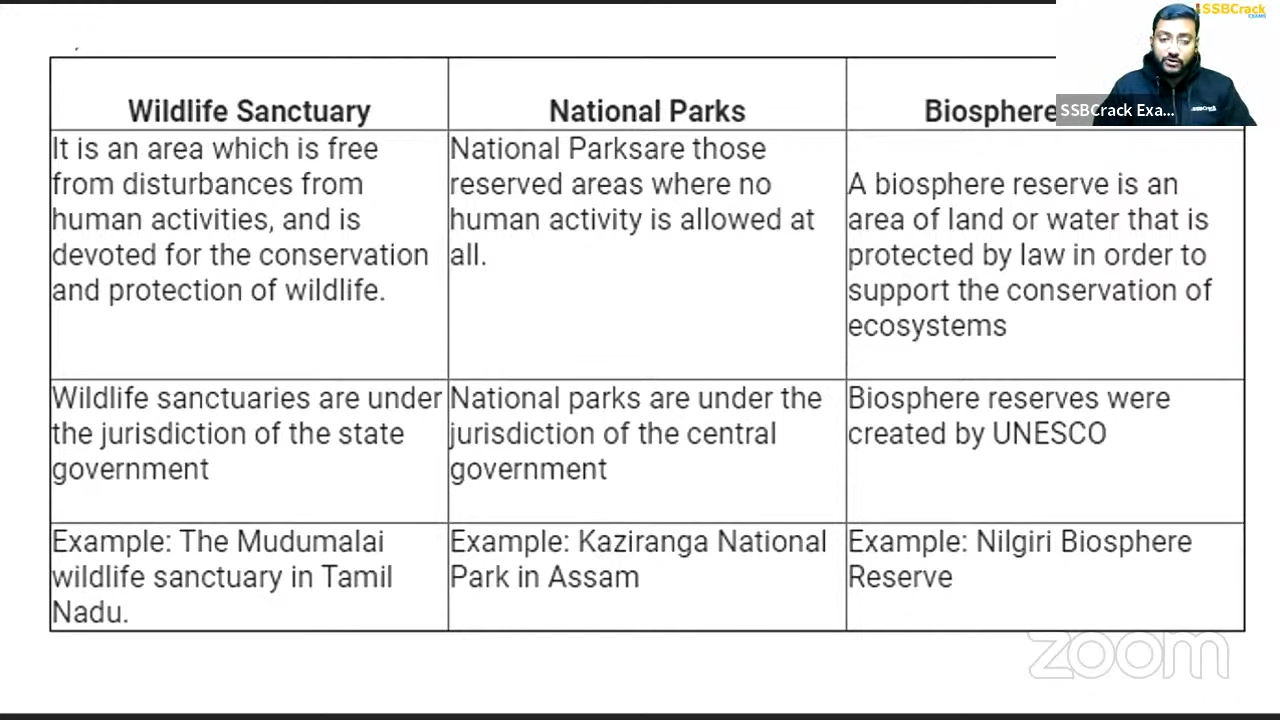 SSBCrack
EXAMS
SSBCrack Exa...
Wildlife Sanctuary
National Parks
Biosphere
It is an area which is free
from disturbances from
human activities, and is
devoted for the conservation
and protection of wildlife.
National Parksare those
reserved areas where no
human activity is allowed at
all.
A biosphere reserve is an
area of land or water that is
protected by law in order to
support the conservation of
ecosystems
Wildlife sanctuaries are under
the jurisdiction of the state
government
National parks are under the
jurisdiction of the central
government
Biosphere reserves were
created by UNESCO
Example: The Mudumalai
wildlife sanctuary in Tamil
Nadu.
Example: Kaziranga National
Park in Assam
Example: Nilgiri Biosphere
Reserve
zoom